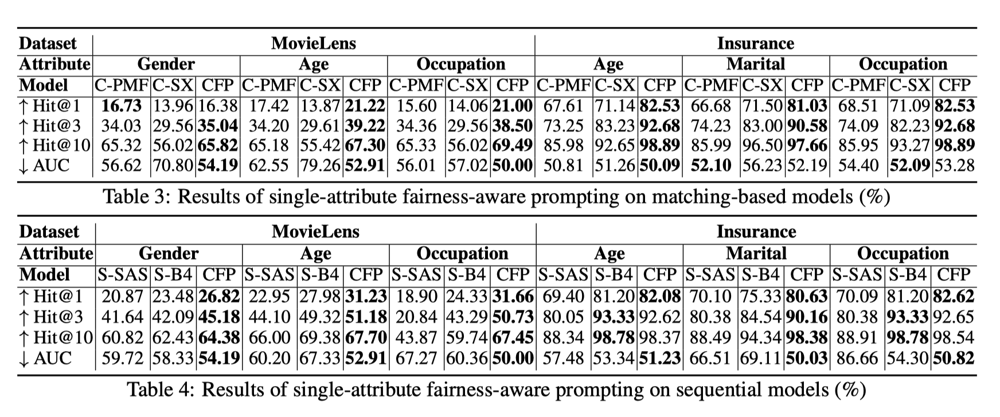 Dataset MovieLens Insurance
Attribute Gender Age Occupation Age Marital Occupation
Model C-PMF C-SX CFP C-PMF C-SX CFP C-PMF C-SX CFP C-PMF C-SX CFP C-PMF C-SX CFP C-PMF C-SX CFP
↑ Hit@1 16.73 13.96 16.38 17.42 13.87 21.22 15.60 14.06 21.00 67.61 71.14 82.53 66.68 71.50 81.03 68.51 71.09 82.53
↑ Hit@3 34.03 29.56 35.04 34.20 29.61 39.22 34.36 29.56 38.50 73.25 83.23 92.68 74.23 83.00 90.58 74.09 82.23 92.68
↑ Hit@10 65.32 56.02 65.82 65.18 55.42 67.30 65.33 56.02 69.49 85.98 92.65 98.89 85.99 96.50 97.66 85.95 93.27 98.89
↓ AUC 56.62 70.80 54.19 62.55 79.26 52.91 56.01 57.02 50.00 50.81 51.26 50.09 52.10 56.23 52.19 54.40 52.09 53.28
Table 3: Results of single-attribute fairness-aware prompting on matching-based models (%)
Dataset MovieLens Insurance
Attribute Gender Age Occupation Age Marital Occupation
Model S-SAS S-B4 CFP S-SAS S-B4 CFP S-SAS S-B4 CFP S-SAS S-B4 CFP S-SAS S-B4 CFP S-SAS S-B4 CFP
↑ Hit@1 20.87 23.48 26.82 22.95 27.98 31.23 18.90 24.33 31.66 69.40 81.20 82.08 70.10 75.33 80.63 70.09 81.20 82.62
↑ Hit@3 41.64 42.09 45.18 44.10 49.32 51.18 20.84 43.29 50.73 80.05 93.33 92.62 80.38 84.54 90.16 80.38 93.33 92.65
↑ Hit@10 60.82 62.43 64.38 66.00 69.38 67.70 43.87 59.74 67.45 88.34 98.78 98.37 88.49 94.34 98.38 88.91 98.78 98.54
↓ AUC 59.72 58.33 54.19 60.20 67.33 52.91 67.27 60.36 50.00 57.48 53.34 51.23 66.51 69.11 50.03 86.66 54.30 50.82
Table 4: Results of single-attribute fairness-aware prompting on sequential models (%)